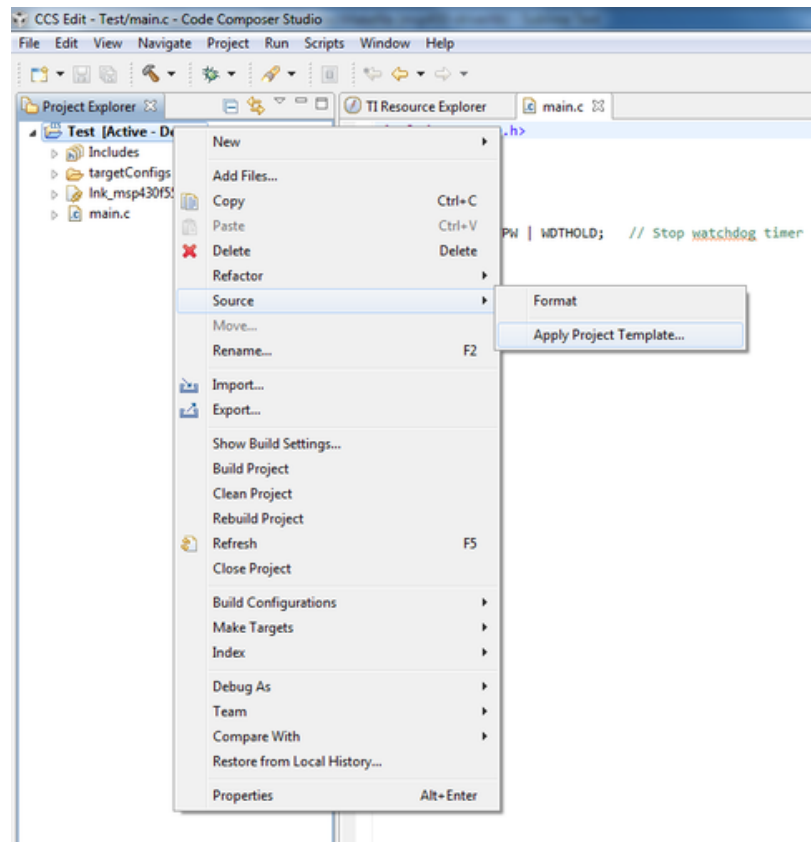 CCS Edit - Test/main.c - Code Composer Studio
File Edit View Navigate Project Run Scripts Window Help
Project Explorer TI Resource Explorer main.c
Test [Active - De .h>
Includes
targetConfigs
lnk_msp430f55
main.c
New
Add Files...
Copy Ctrl+C
Paste Ctrl+V PW | WDTHOLD; // Stop watchdog timer
Delete Delete
Refactor
Source Format
Move... Apply Project Template...
Rename... F2
Import...
Export...
Show Build Settings...
Build Project
Clean Project
Rebuild Project
Refresh F5
Close Project
Build Configurations
Make Targets
Index
Debug As
Team
Compare With
Restore from Local History...
Properties Alt+Enter